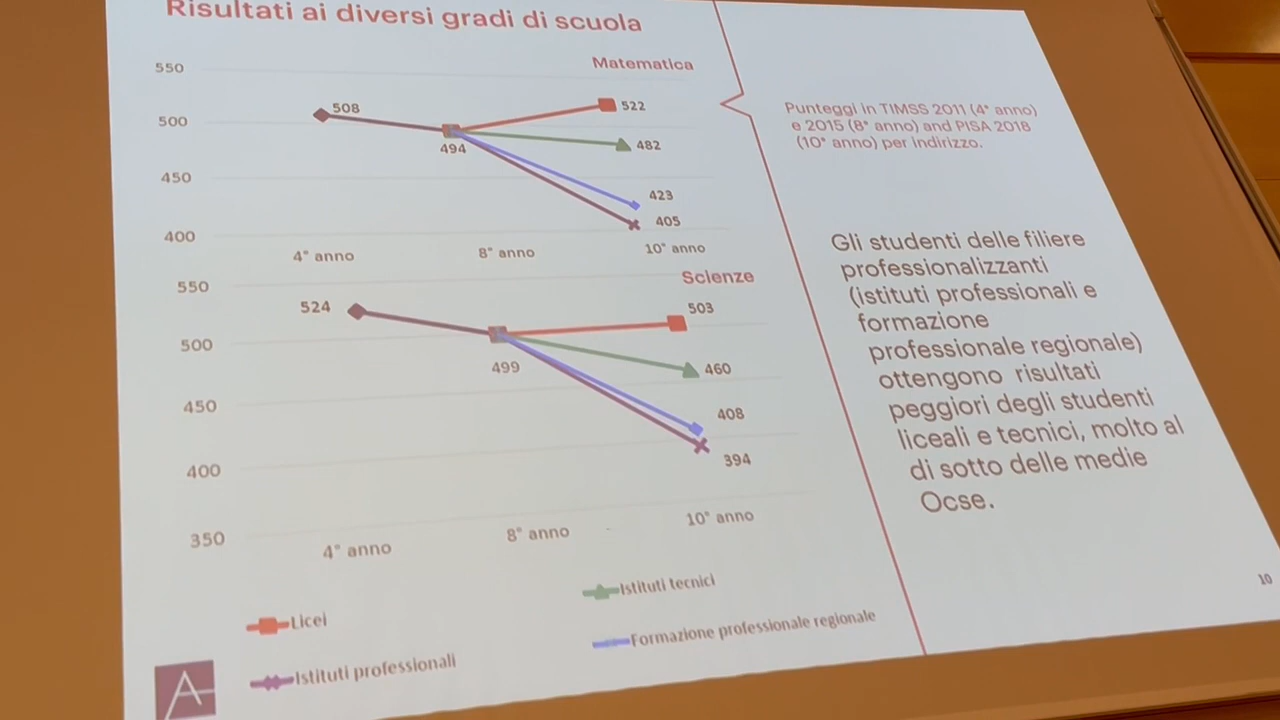 Risultati ai diversi gradi di scuola
Matematica
550
500
450
400
508
494
522
482
423
405
4° anno
8° anno
10° anno
Scienze
550
500
450
400
350
524
499
503
460
408
394
4° anno
8° anno
10° anno
Licei
Istituti tecnici
Istituti professionali
Formazione professionale regionale
Punteggi in TIMSS 2011 (4° anno)
e 2015 (8° anno) and PISA 2018
(10° anno) per indirizzo.
Gli studenti delle filiere
professionalizzanti
(istituti professionali e
formazione
professionale regionale)
ottengono risultati
peggiori degli studenti
liceali e tecnici, molto al
di sotto delle medie
Ocse.
10
A